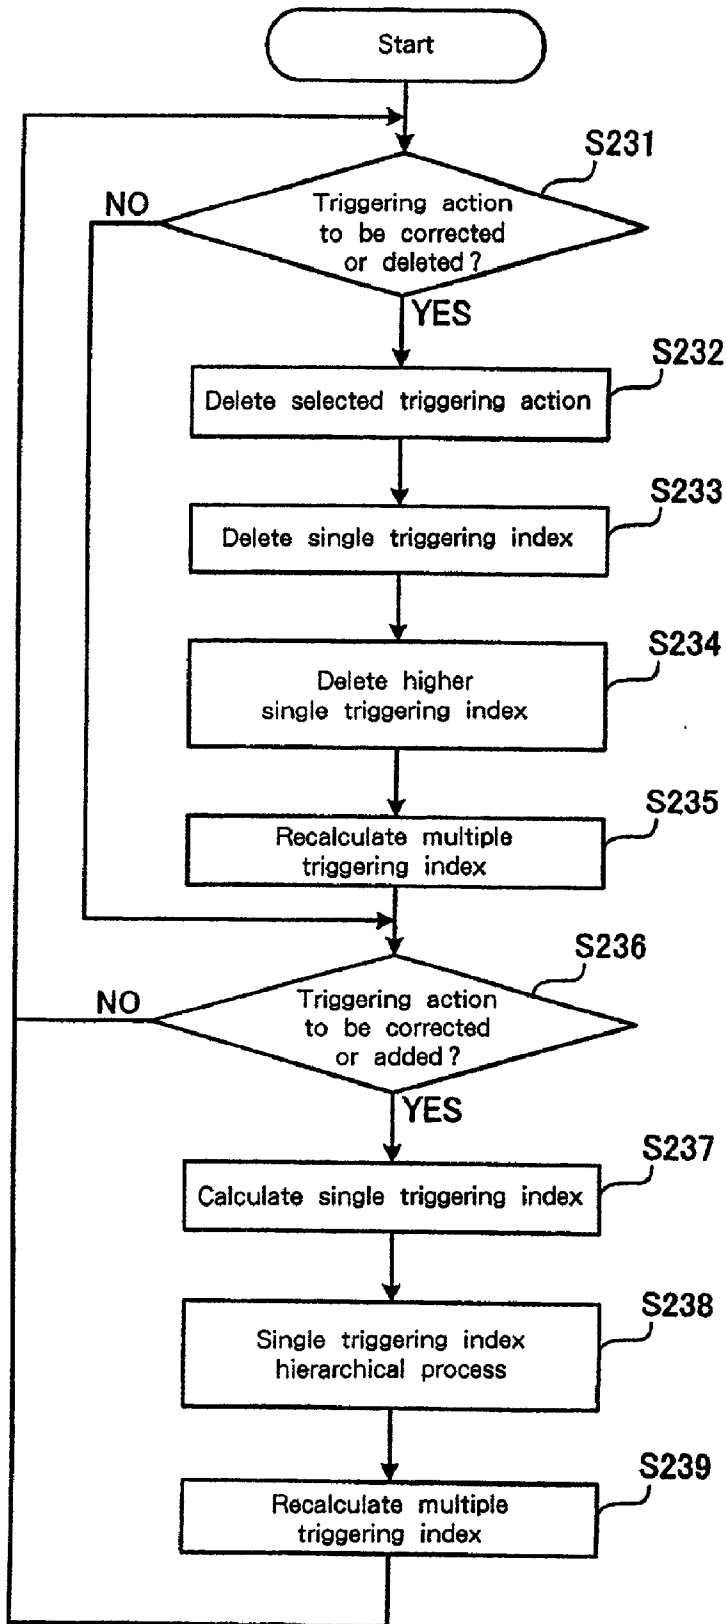 Start
S231
NO
Triggering action
to be corrected
or deleted?
YES
S232
Delete selected triggering action
S233
Delete single triggering index
S234
Delete higher
single triggering index
S235
Recalculate multiple
triggering index
S236
NO
Triggering action
to be corrected
or added?
YES
S237
Calculate single triggering index
S238
Single triggering index
hierarchical process
S239
Recalculate multiple
triggering index